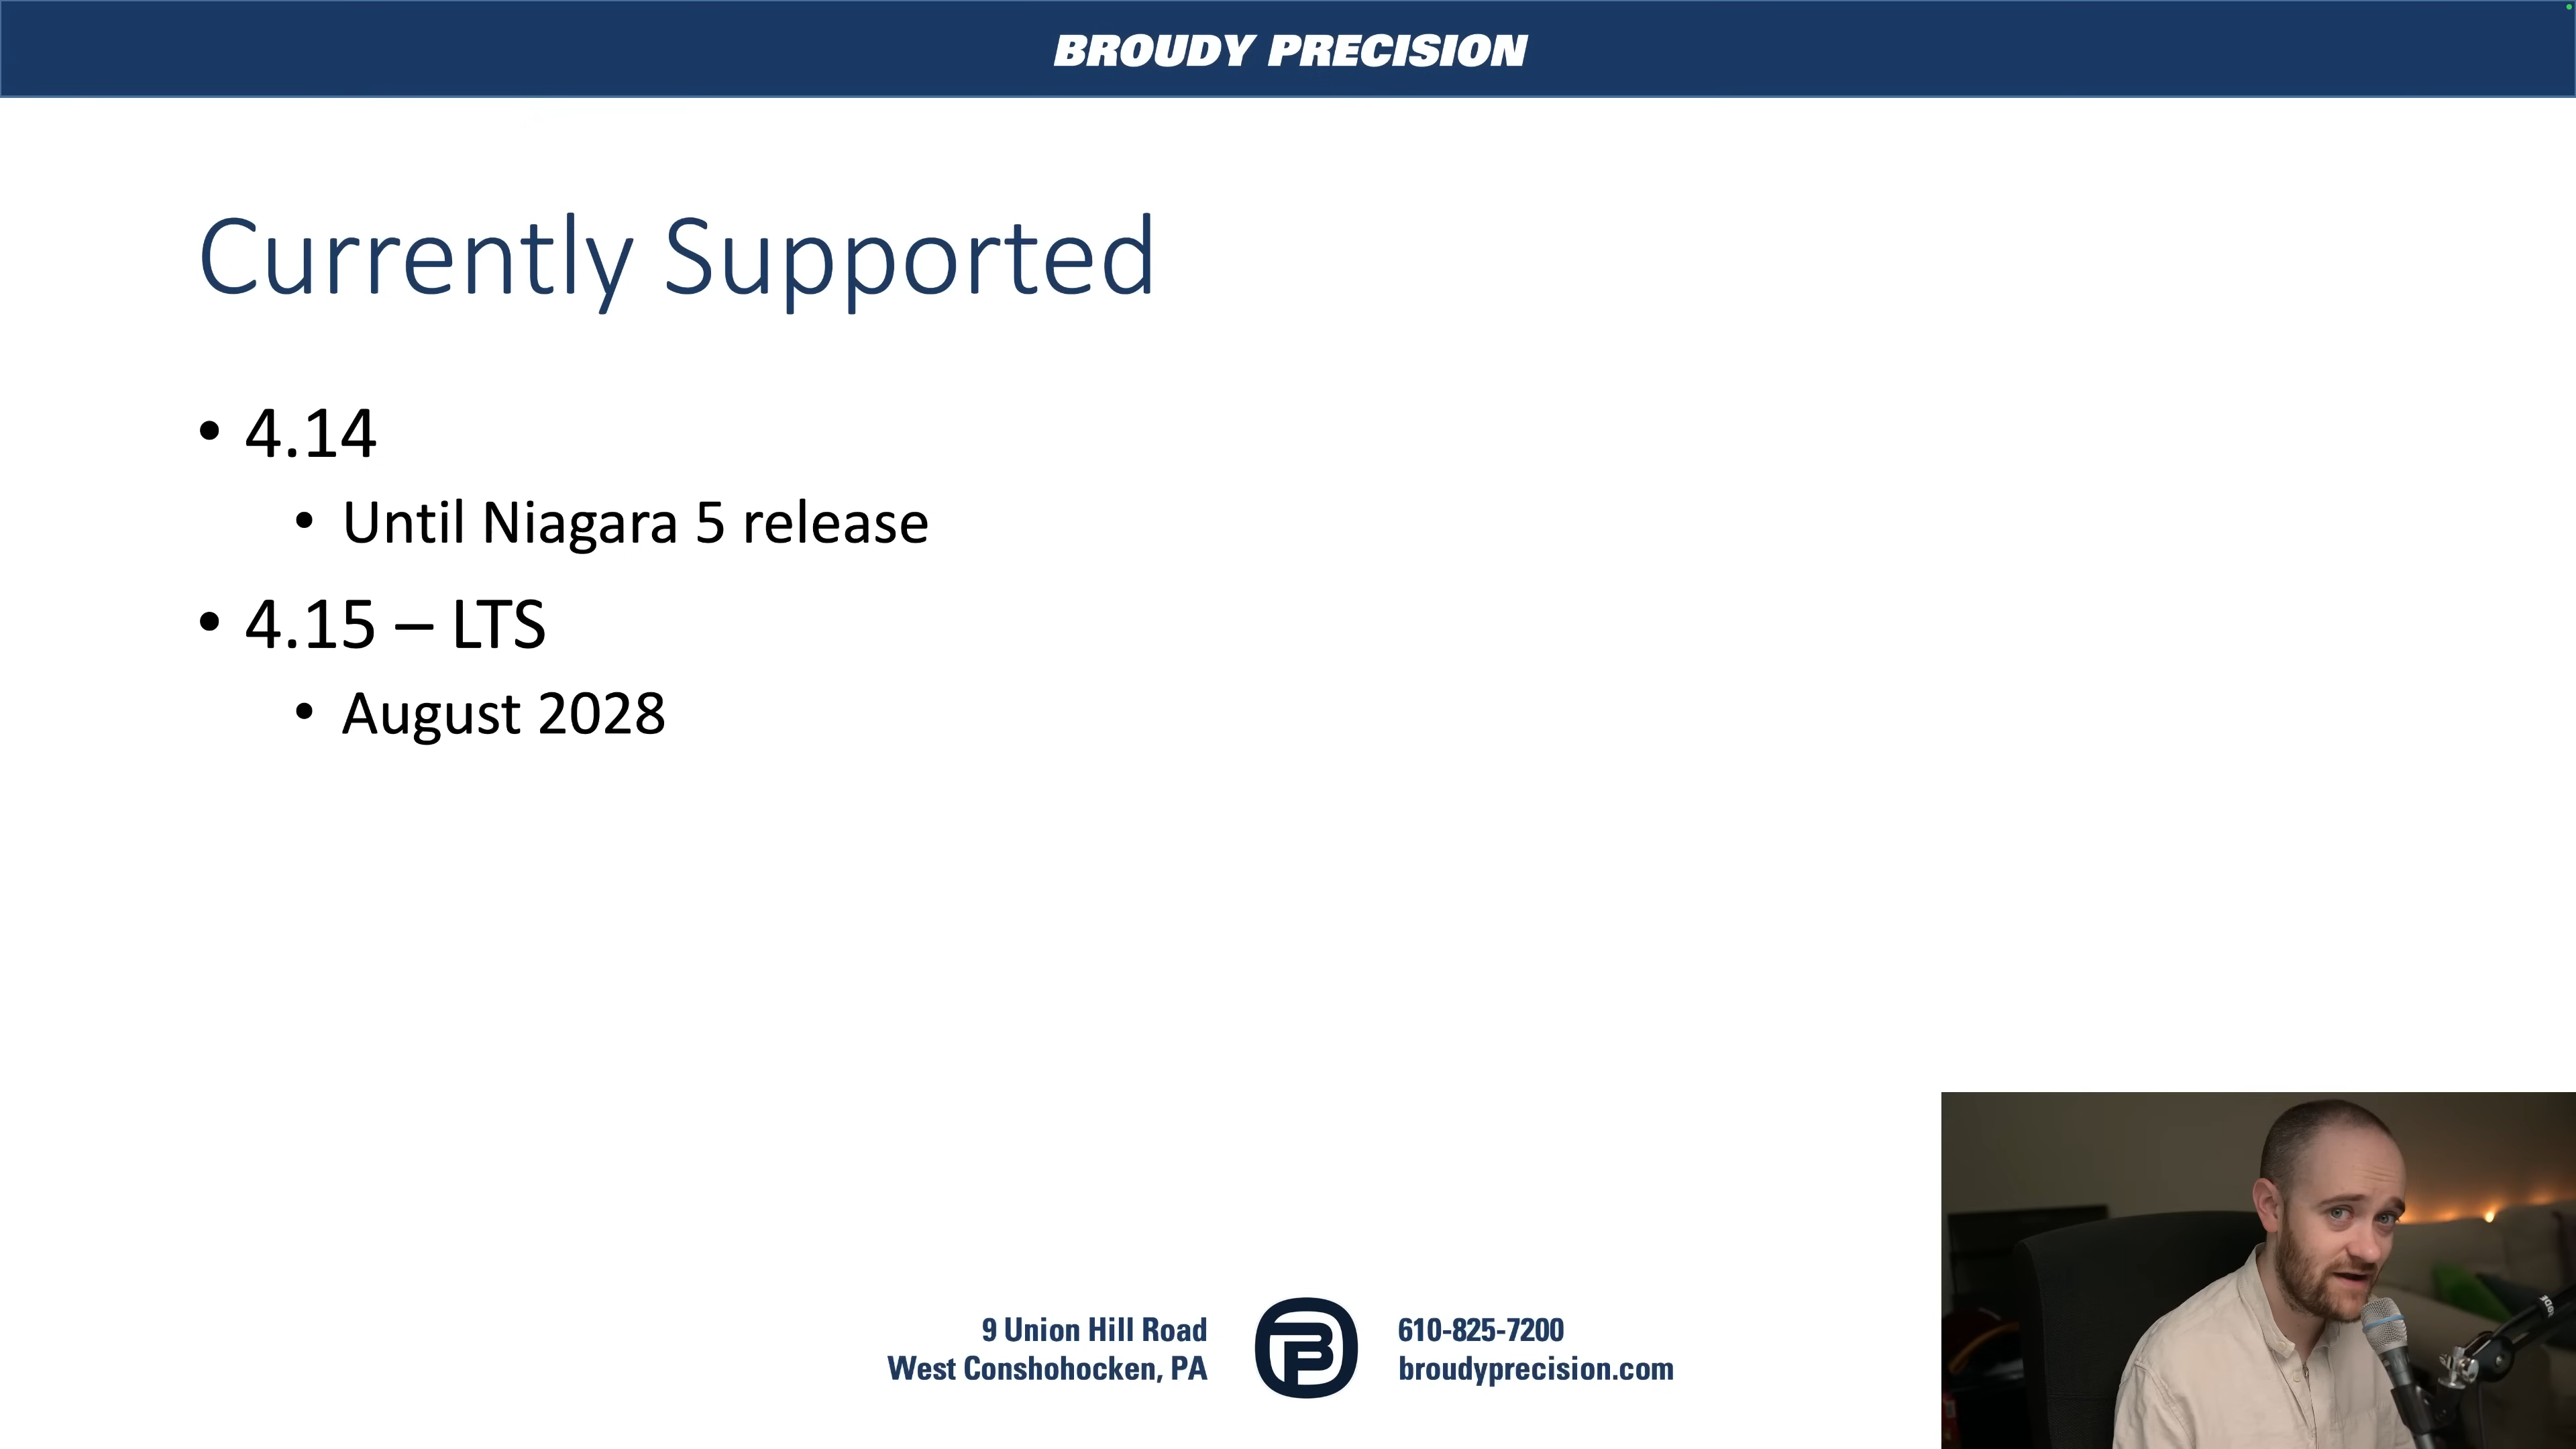 BROUDY PRECISION
Currently Supported
• 4.14
• Until Niagara 5 release
• 4.15 – LTS
• August 2028
9 Union Hill Road
West Conshohocken, PA
610-825-7200
broudyprecision.com